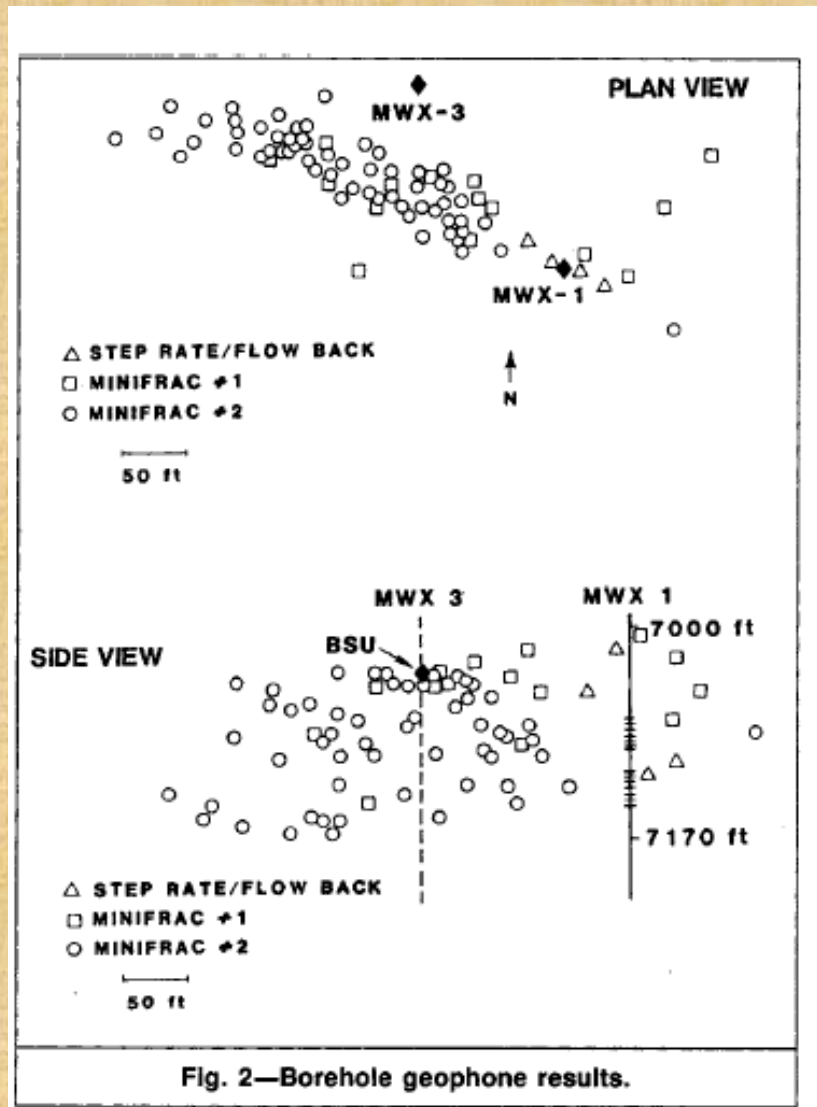 PLAN VIEW
MWX-3
MWX-1
△ STEP RATE/FLOW BACK
□ MINIFRAC #1
○ MINIFRAC #2
N
50 ft
MWX 3
MWX 1
7000 ft
BSU
SIDE VIEW
7170 ft
△ STEP RATE/FLOW BACK
□ MINIFRAC #1
○ MINIFRAC #2
50 ft
Fig. 2—Borehole geophone results.